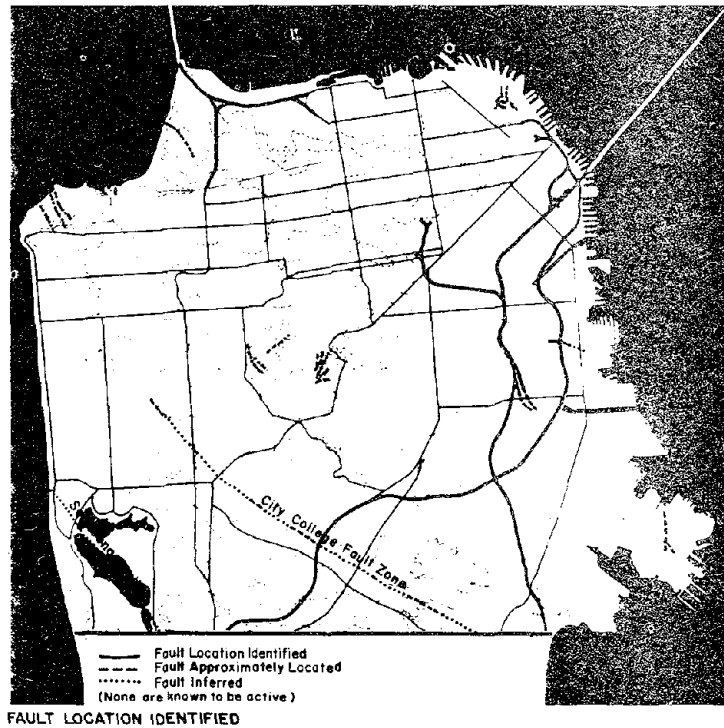 City College Fault Zone
Fault Location Identified
Fault Approximately Located
Fault Inferred
(None are known to be active)
FAULT LOCATION IDENTIFIED